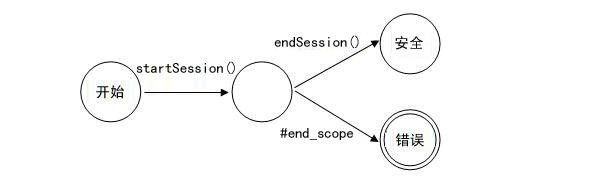 endSession()
安全
startSession()
开始
#end_scope
错误